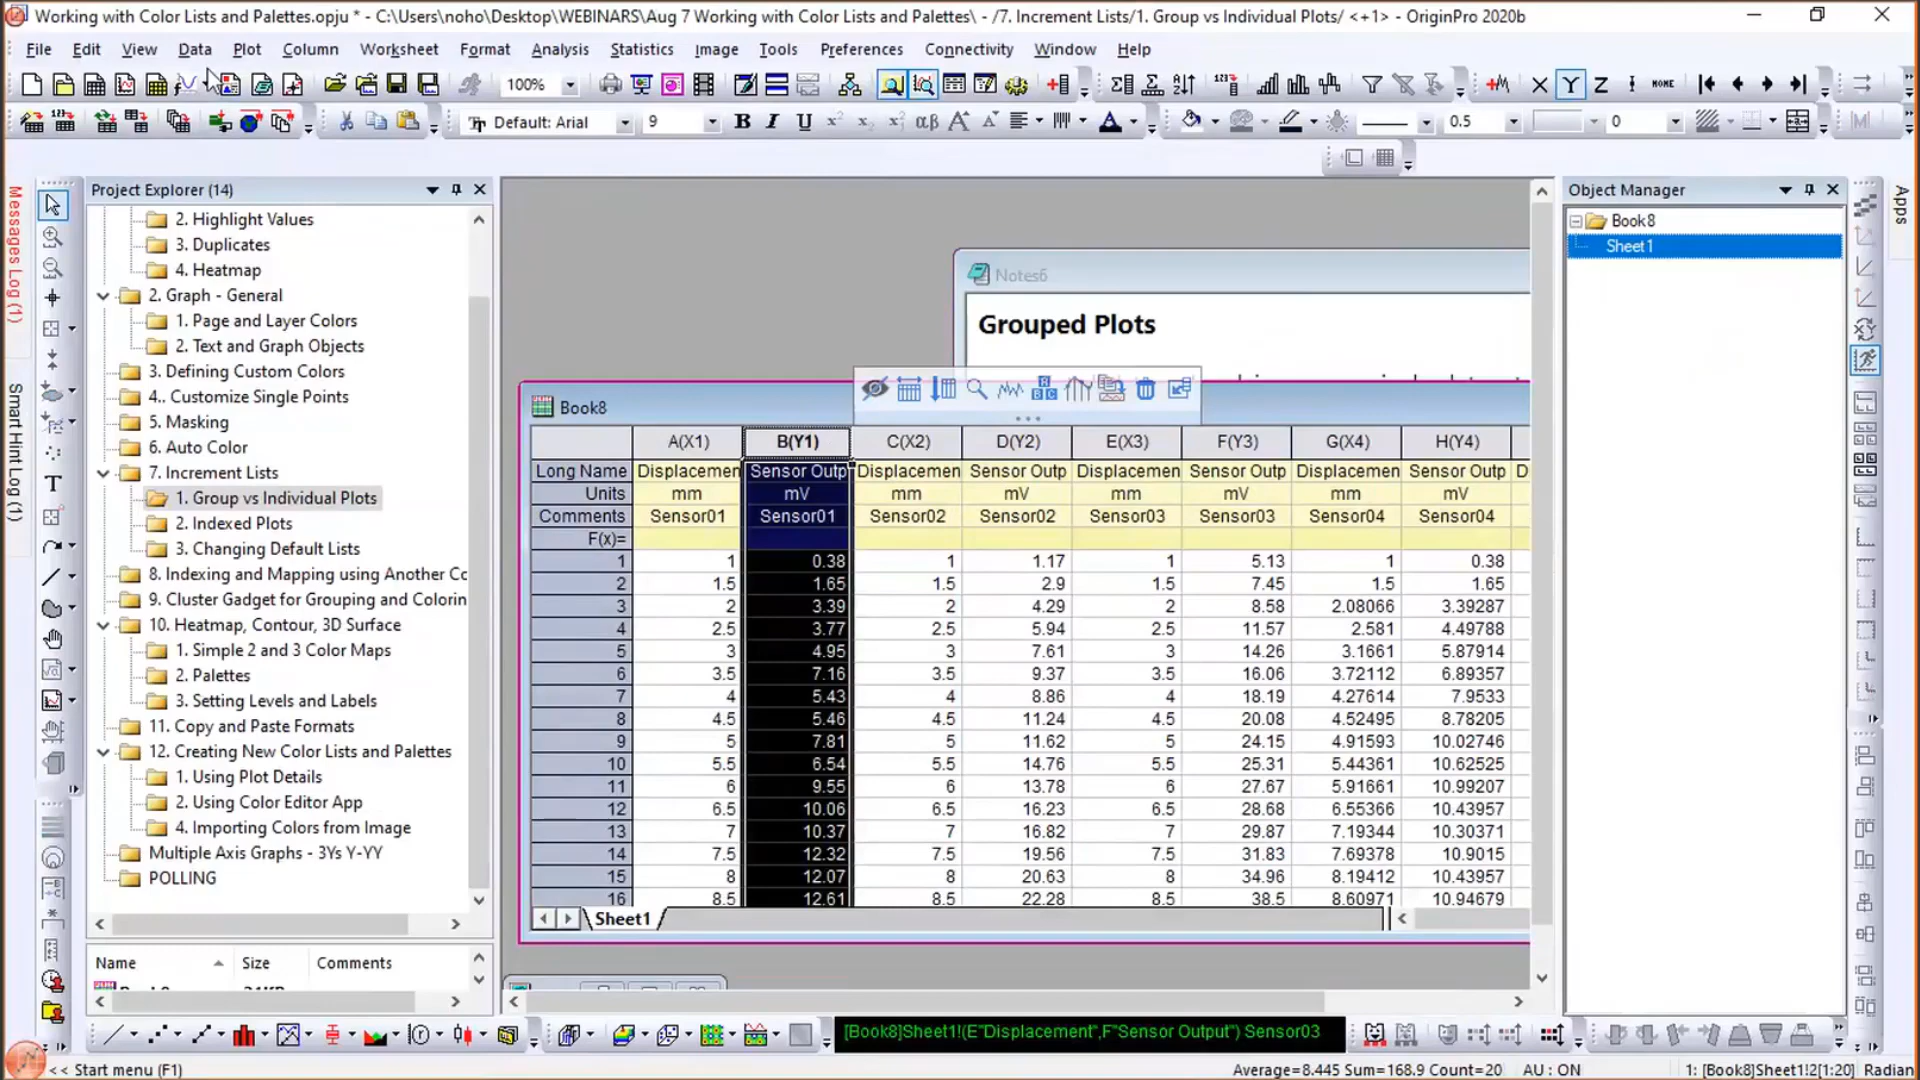 Working with Color Lists and Palettes.opju * - C:\Users\noho\Desktop\WEBINARS\Aug 7 Working with Color Lists and Palettes\ - /7. Increment Lists/1. Group vs Individual Plots/ <+1> - OriginPro 2020b
File Edit View Data Plot Column Worksheet Format Analysis Statistics Image Tools Preferences Connectivity Window Help
100% X Y Z HOME
Default: Arial 9 B I U αβ A 0.5 0
Messages Log (1)
Smart Hint Log (1)
Project Explorer (14)
2. Highlight Values
3. Duplicates
4. Heatmap
2. Graph - General
1. Page and Layer Colors
2. Text and Graph Objects
3. Defining Custom Colors
4.. Customize Single Points
5. Masking
6. Auto Color
7. Increment Lists
1. Group vs Individual Plots
2. Indexed Plots
3. Changing Default Lists
8. Indexing and Mapping using Another Co
9. Cluster Gadget for Grouping and Colorin
10. Heatmap, Contour, 3D Surface
1. Simple 2 and 3 Color Maps
2. Palettes
3. Setting Levels and Labels
11. Copy and Paste Formats
12. Creating New Color Lists and Palettes
1. Using Plot Details
2. Using Color Editor App
4. Importing Colors from Image
Multiple Axis Graphs - 3Ys Y-YY
POLLING
Name Size Comments
Notes6
Grouped Plots
Book8
A(X1) B(Y1) C(X2) D(Y2) E(X3) F(Y3) G(X4) H(Y4)
Long Name Displacemen Sensor Outp Displacemen Sensor Outp Displacemen Sensor Outp Displacemen Sensor Outp D
Units mm mV mm mV mm mV mm mV
Comments Sensor01 Sensor01 Sensor02 Sensor02 Sensor03 Sensor03 Sensor04 Sensor04
F(x)=
1 1 0.38 1 1.17 1 5.13 1 0.38
2 1.5 1.65 1.5 2.9 1.5 7.45 1.5 1.65
3 2 3.39 2 4.29 2 8.58 2.08066 3.39287
4 2.5 3.77 2.5 5.94 2.5 11.57 2.581 4.49788
5 3 4.95 3 7.61 3 14.26 3.1661 5.87914
6 3.5 7.16 3.5 9.37 3.5 16.06 3.72112 6.89357
7 4 5.43 4 8.86 4 18.19 4.27614 7.9533
8 4.5 5.46 4.5 11.24 4.5 20.08 4.52495 8.78205
9 5 7.81 5 11.62 5 24.15 4.91593 10.02746
10 5.5 6.54 5.5 14.76 5.5 25.31 5.44361 10.62525
11 6 9.55 6 13.78 6 27.67 5.91661 10.99207
12 6.5 10.06 6.5 16.23 6.5 28.68 6.55366 10.43957
13 7 10.37 7 16.82 7 29.87 7.19344 10.30371
14 7.5 12.32 7.5 19.56 7.5 31.83 7.69378 10.9015
15 8 12.07 8 20.63 8 34.96 8.19412 10.43957
16 8.5 12.61 8.5 22.28 8.5 38.5 8.60971 10.94679
Sheet1
Object Manager
Book8
Sheet1
Apps
[Book8]Sheet1!(E"Displacement",F"Sensor Output") Sensor03
<< Start menu (F1)
Average=8.445 Sum=168.9 Count=20 AU : ON 1: [Book8]Sheet1!2[1:20] Radian